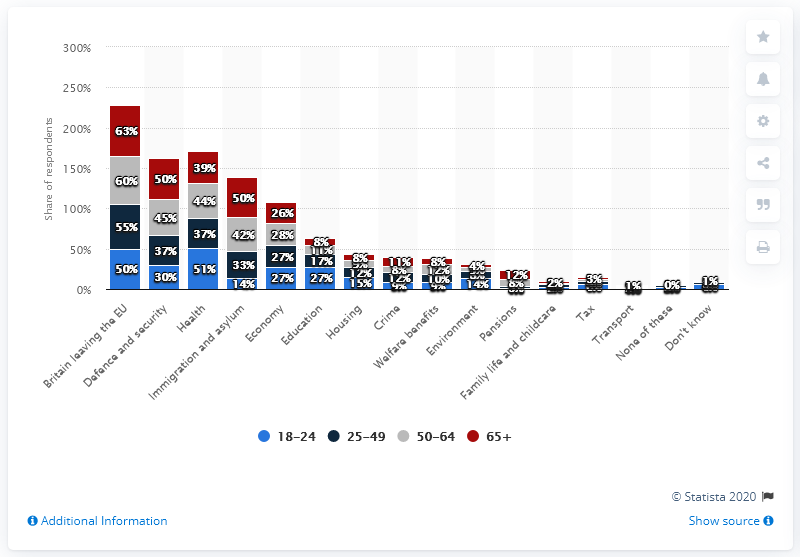 300%
250%
200%
150%
100%
50%
0%
Share of respondents
63%
60%
55%
50%
50%
45%
37%
30%
39%
44%
37%
51%
50%
42%
33%
14%
26%
28%
27%
27%
8%
11%
17%
27%
8%
12%
15%
11%
8%
12%
9%
8%
12%
10%
9%
4%
14%
12%
8%
2%
3%
1%
0%
1%
Britain leaving the EU
Defence and security
Health
Immigration and asylum
Economy
Education
Housing
Crime
Welfare benefits
Environment
Pensions
Family life and childcare
Tax
Transport
None of these
Don't know
18–24 25–49 50–64 65+
© Statista 2020
Additional Information Show source